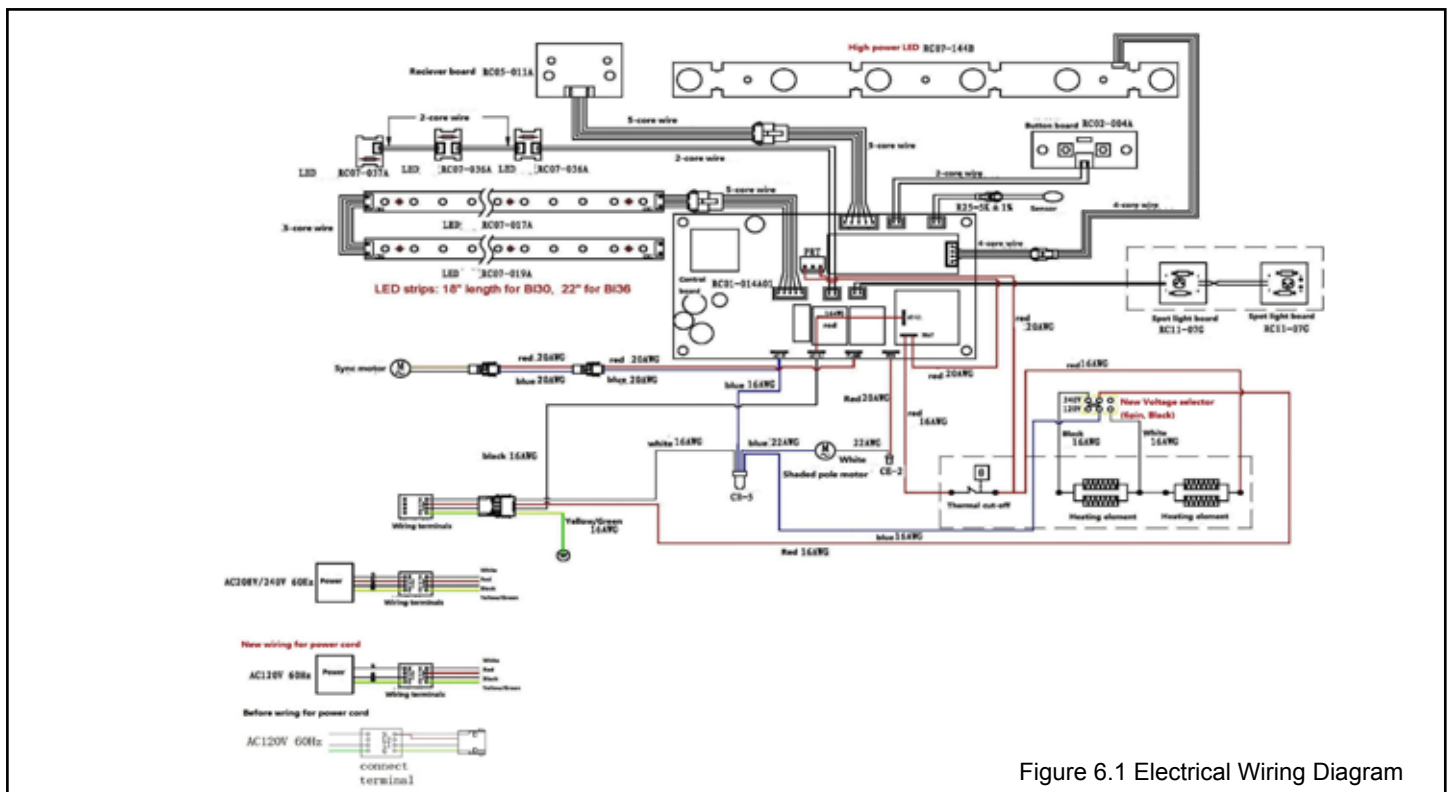 High power LED RC07-144B
Reciever board RC05-011A
5-core wire
2-core wire
Button board RC02-004A
5-core wire
LED RC07-037A
LED RC07-036A
LED RC07-036A
2-core wire
2-core wire
R25=5K Ω 1%
Sensor
4-core wire
LED RC07-017A
5-core wire
3-core wire
LED RC07-019A
LED strips: 18" length for BI30, 22" for BI36
Control board
RC01-014A01
PRT
4-core wire
red
red
20AWG
Spot light board
RC11-07G
Spot light board
RC11-07G
Sync motor
red 20AWG
blue 20AWG
red 20AWG
blue 20AWG
blue 16AWG
Red 20AWG
red 20AWG
red 16AWG
red 16AWG
240V
120V
New Voltage selector
(6pin, Black)
Black
16AWG
White
16AWG
black 16AWG
white 16AWG
blue 22AWG
M
22AWG
White
Shaded pole motor
CE-2
CE-5
Thermal cut-off
Heating element
Heating element
Wiring terminals
Yellow/Green
16AWG
blue 16AWG
Red 16AWG
AC208V/240V 60Hz
Power
Wiring terminals
White
Red
Black
Yellow/Green
New wiring for power cord
AC120V 60Hz
Power
Wiring terminals
White
Red
Black
Yellow/Green
Before wring for power cord
AC120V 60Hz
connect
terminal
Figure 6.1 Electrical Wiring Diagram